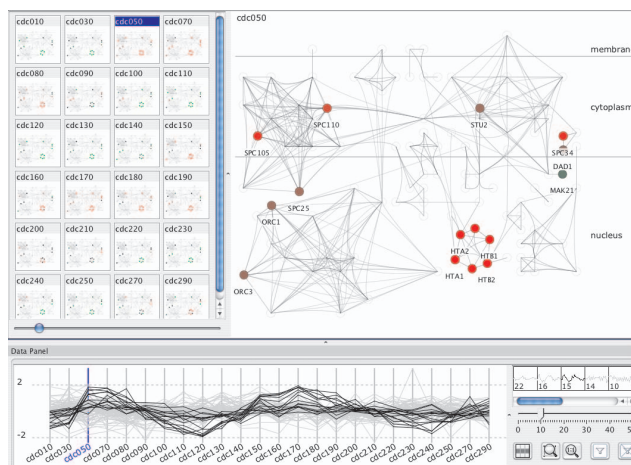 cdc010 cdc030 cdc050 cdc070
cdc080 cdc090 cdc100 cdc110
cdc120 cdc130 cdc140 cdc150
cdc160 cdc170 cdc180 cdc190
cdc200 cdc210 cdc220 cdc230
cdc240 cdc250 cdc270 cdc290
cdc050
membran
cytoplasm
SPC110
STU2
SPC105
SPC34
DAD1
MAK21
SPC25
ORC1
nucleus
HTA2
HTB1
HTA1
HTB2
ORC3
Data Panel
2
-2
cdc010 cdc030 cdc050 cdc070 cdc080 cdc090 cdc100 cdc110 cdc120 cdc130 cdc140 cdc150 cdc160 cdc170 cdc180 cdc190 cdc200 cdc210 cdc220 cdc230 cdc240 cdc250 cdc270 cdc290
22 16 15 14 10
0 10 20 30 40 50